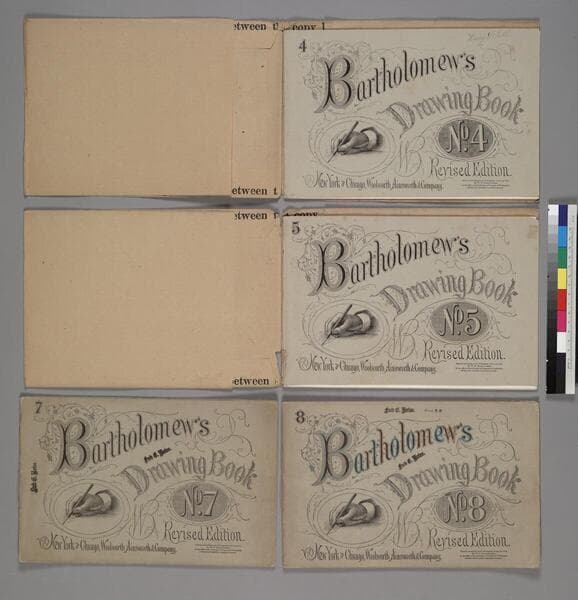 etween t
copy
4
Bartholomew's
Drawing Book
No. 4
Revised Edition.
New York & Chicago, Woolworth, Ainsworth & Company.
etween t
etween t
copy
5
Bartholomew's
Drawing Book
No. 5
Revised Edition.
New York & Chicago, Woolworth, Ainsworth & Company.
etween
7
Bartholomew's
Drawing Book
No. 7
Revised Edition.
New York & Chicago, Woolworth, Ainsworth & Company.
8
Bartholomew's
Drawing Book
No. 8
Revised Edition.
New York & Chicago, Woolworth, Ainsworth & Company.